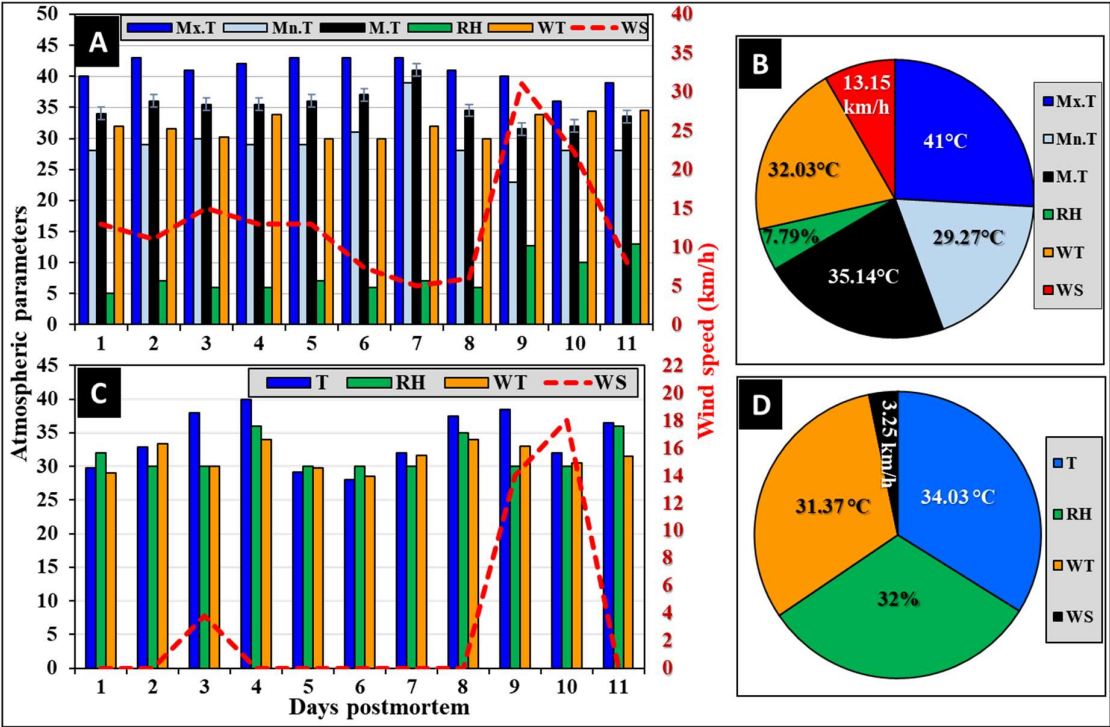 A
Mx.T Mn.T M.T RH WT WS
50
45
40
35
30
25
20
15
10
5
0
40
35
30
25
20
15
10
5
0
1 2 3 4 5 6 7 8 9 10 11
Atmospheric parameters
Wind speed (km/h)
B
13.15
km/h
41°C
29.27°C
35.14°C
7.79%
32.03°C
Mx.T
Mn.T
M.T
RH
WT
WS
C
T RH WT WS
45
40
35
30
25
20
15
10
5
0
22
20
18
16
14
12
10
8
6
4
2
0
1 2 3 4 5 6 7 8 9 10 11
Days postmortem
D
3.25 km/h
34.03°C
31.37°C
32%
T
RH
WT
WS